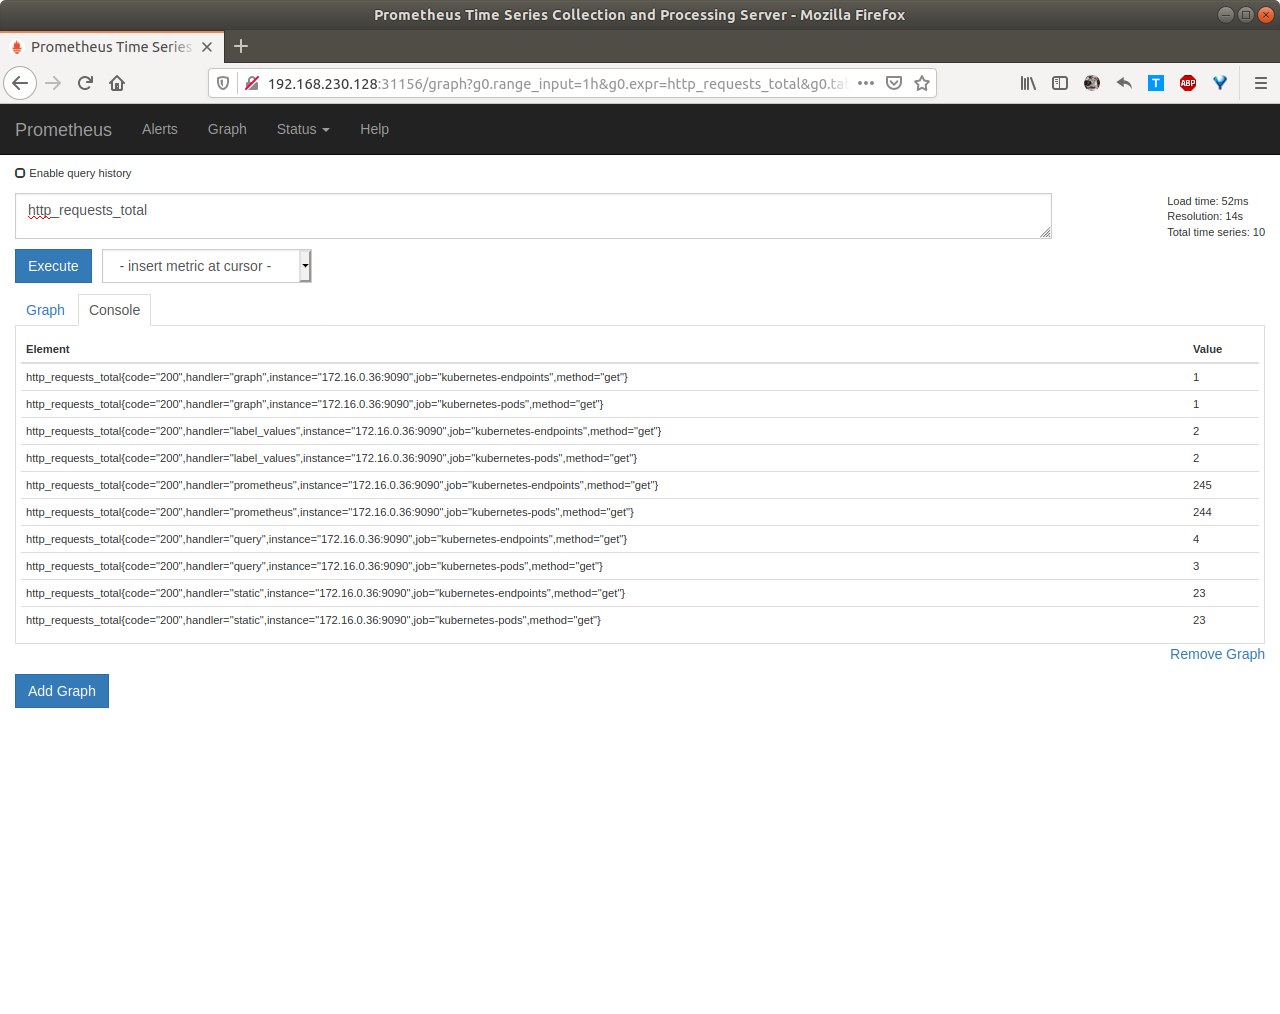 Prometheus Time Series Collection and Processing Server - Mozilla Firefox
Prometheus Time Series
192.168.230.128:31156/graph?g0.range_input=1h&g0.expr=http_requests_total&g0.tab
T
ABP
Prometheus Alerts Graph Status Help
Enable query history
http_requests_total
Load time: 52ms
Resolution: 14s
Total time series: 10
Execute - insert metric at cursor -
Graph Console
Element Value
http_requests_total{code="200",handler="graph",instance="172.16.0.36:9090",job="kubernetes-endpoints",method="get"} 1
http_requests_total{code="200",handler="graph",instance="172.16.0.36:9090",job="kubernetes-pods",method="get"} 1
http_requests_total{code="200",handler="label_values",instance="172.16.0.36:9090",job="kubernetes-endpoints",method="get"} 2
http_requests_total{code="200",handler="label_values",instance="172.16.0.36:9090",job="kubernetes-pods",method="get"} 2
http_requests_total{code="200",handler="prometheus",instance="172.16.0.36:9090",job="kubernetes-endpoints",method="get"} 245
http_requests_total{code="200",handler="prometheus",instance="172.16.0.36:9090",job="kubernetes-pods",method="get"} 244
http_requests_total{code="200",handler="query",instance="172.16.0.36:9090",job="kubernetes-endpoints",method="get"} 4
http_requests_total{code="200",handler="query",instance="172.16.0.36:9090",job="kubernetes-pods",method="get"} 3
http_requests_total{code="200",handler="static",instance="172.16.0.36:9090",job="kubernetes-endpoints",method="get"} 23
http_requests_total{code="200",handler="static",instance="172.16.0.36:9090",job="kubernetes-pods",method="get"} 23
Remove Graph
Add Graph